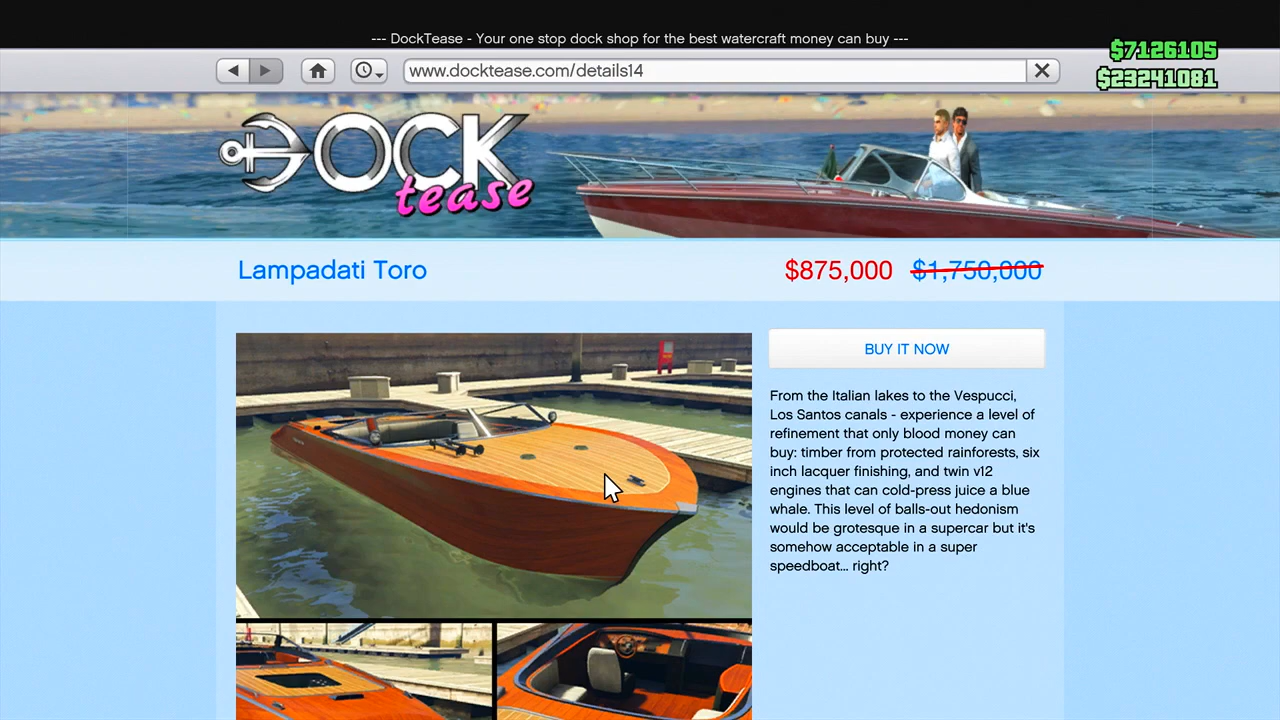 --- DockTease - Your one stop dock shop for the best watercraft money can buy ---
$7126105
www.docktease.com/details14
$23241081
DOCK
tease
Lampadati Toro
$875,000 $1,750,000
BUY IT NOW
From the Italian lakes to the Vespucci,
Los Santos canals - experience a level of
refinement that only blood money can
buy: timber from protected rainforests, six
inch lacquer finishing, and twin v12
engines that can cold-press juice a blue
whale. This level of balls-out hedonism
would be grotesque in a supercar but it's
somehow acceptable in a super
speedboat... right?